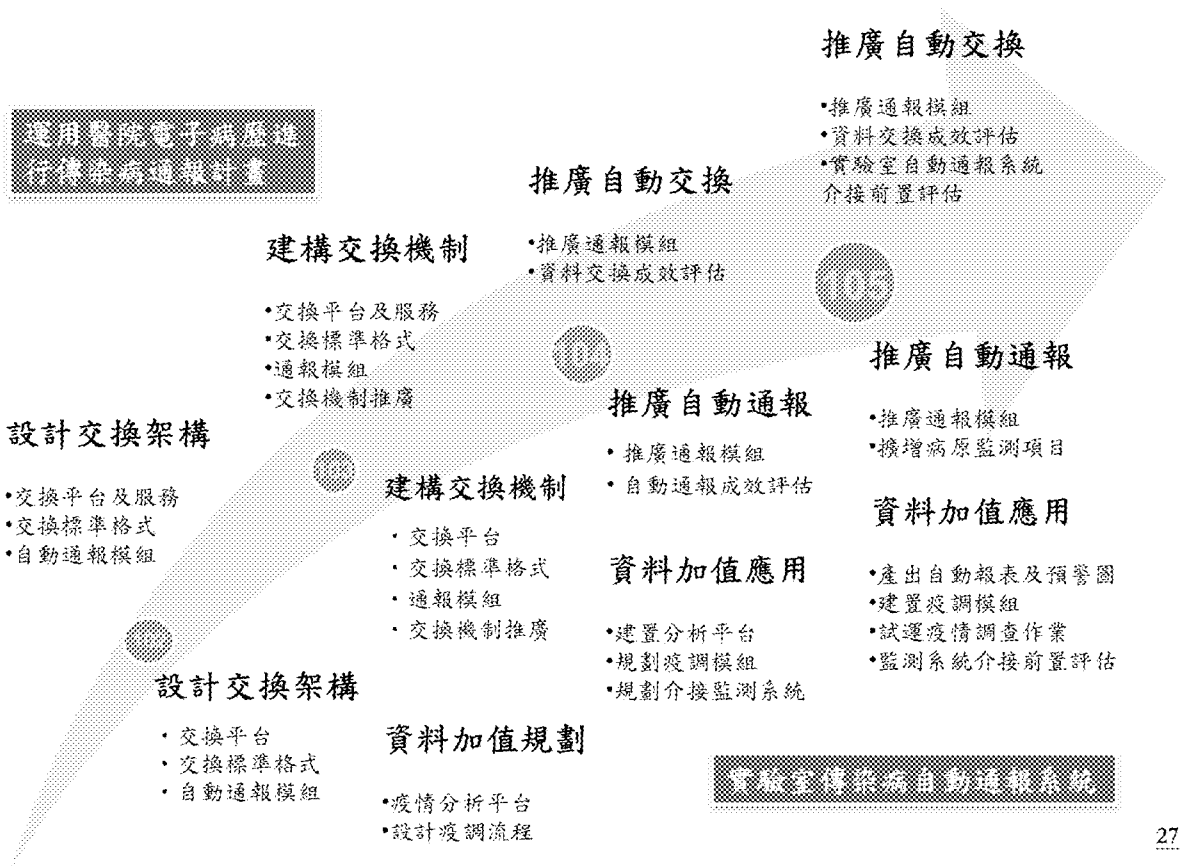 運用醫院電子病歷進
行傳染病通報計畫
設計交換架構
•交換平台及服務
•交換標準格式
•自動通報模組
建構交換機制
•交換平台及服務
•交換標準格式
•通報模組
•交換機制推廣
推廣自動交換
•推廣通報模組
•資料交換成效評估
推廣自動交換
•推廣通報模組
•資料交換成效評估
•實驗室自動通報系統
介接前置評估
104
105
設計交換架構
・交換平台
・交換標準格式
・自動通報模組
建構交換機制
・交換平台
・交換標準格式
・通報模組
・交換機制推廣
資料加值規劃
•疫情分析平台
•設計疫調流程
推廣自動通報
• 推廣通報模組
• 自動通報成效評估
資料加值應用
•建置分析平台
•規劃疫調模組
•規劃介接監測系統
推廣自動通報
•推廣通報模組
•擴增病原監測項目
資料加值應用
•產出自動報表及預警圖
•建置疫調模組
•試運疫情調查作業
•監測系統介接前置評估
實驗室傳染病自動通報系統
27